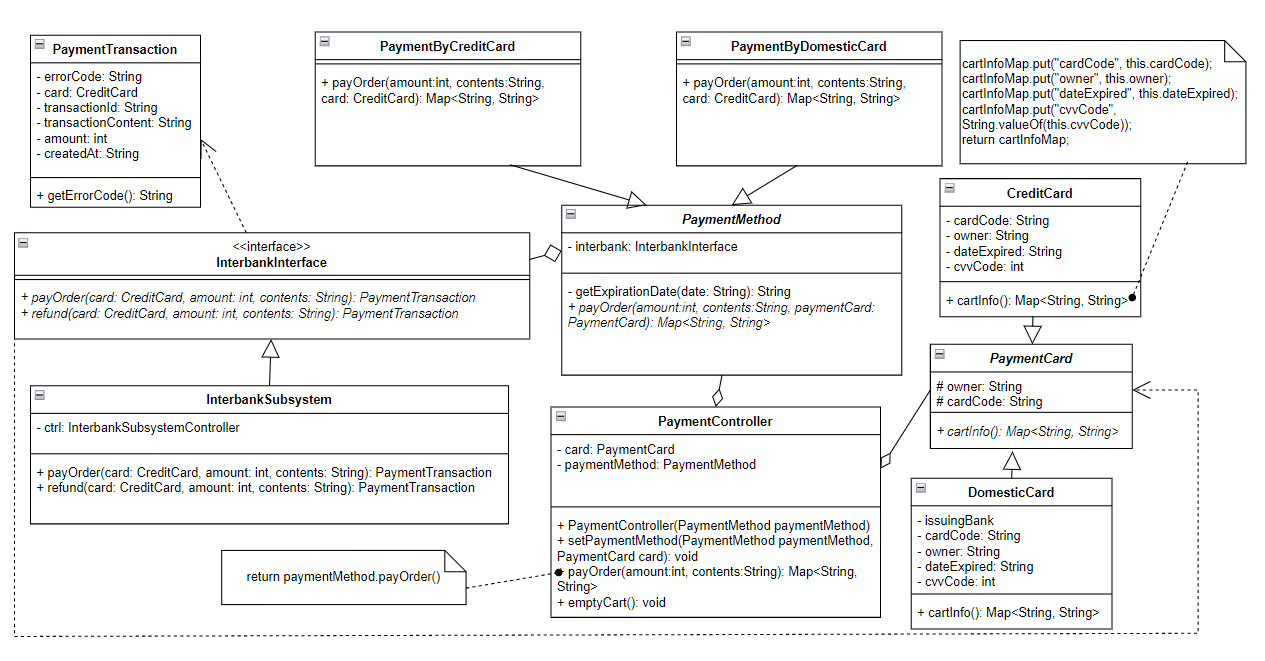 PaymentTransaction
- errorCode: String
- card: CreditCard
- transactionId: String
- transactionContent: String
- amount: int
- createdAt: String
+ getErrorCode(): String
PaymentByCreditCard
+ payOrder(amount:int, contents:String,
card: CreditCard): Map<String, String>
PaymentByDomesticCard
+ payOrder(amount:int, contents:String,
card: CreditCard): Map<String, String>
cartInfoMap.put("cardCode", this.cardCode);
cartInfoMap.put("owner", this.owner);
cartInfoMap.put("dateExpired", this.dateExpired);
cartInfoMap.put("cvvCode",
String.valueOf(this.cvvCode));
return cartInfoMap;
<<interface>>
InterbankInterface
+ payOrder(card: CreditCard, amount: int, contents: String): PaymentTransaction
+ refund(card: CreditCard, amount: int, contents: String): PaymentTransaction
PaymentMethod
- interbank: InterbankInterface
- getExpirationDate(date: String): String
+ payOrder(amount:int, contents:String, paymentCard:
PaymentCard): Map<String, String>
CreditCard
- cardCode: String
- owner: String
- dateExpired: String
- cvvCode: int
+ cartInfo(): Map<String, String>
InterbankSubsystem
- ctrl: InterbankSubsystemController
+ payOrder(card: CreditCard, amount: int, contents: String): PaymentTransaction
+ refund(card: CreditCard, amount: int, contents: String): PaymentTransaction
PaymentController
- card: PaymentCard
- paymentMethod: PaymentMethod
+ PaymentController(PaymentMethod paymentMethod)
+ setPaymentMethod(PaymentMethod paymentMethod,
PaymentCard card): void
payOrder(amount:int, contents:String): Map<String,
String>
+ emptyCart(): void
PaymentCard
# owner: String
# cardCode: String
+ cartInfo(): Map<String, String>
DomesticCard
- issuingBank
- cardCode: String
- owner: String
- dateExpired: String
- cvvCode: int
+ cartInfo(): Map<String, String>
return paymentMethod.payOrder()